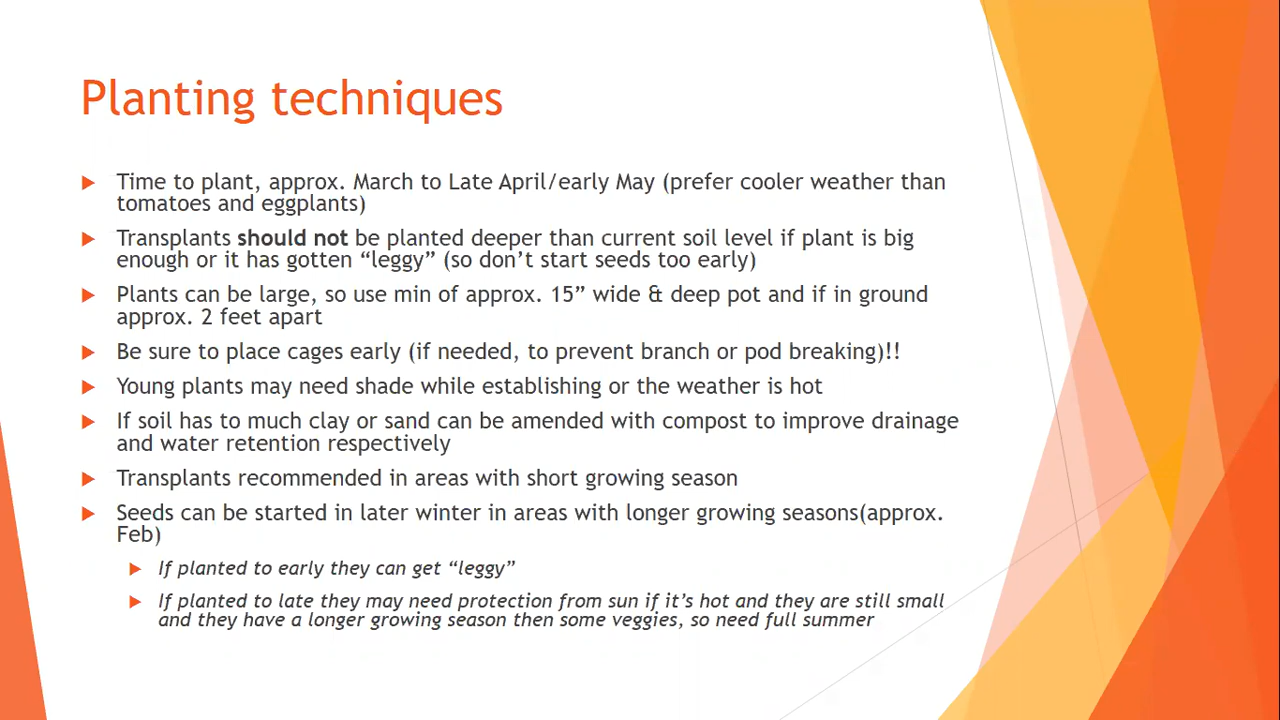 Planting techniques
Time to plant, approx. March to Late April/early May (prefer cooler weather than
tomatoes and eggplants)
Transplants should not be planted deeper than current soil level if plant is big
enough or it has gotten “leggy” (so don’t start seeds too early)
Plants can be large, so use min of approx. 15” wide & deep pot and if in ground
approx. 2 feet apart
Be sure to place cages early (if needed, to prevent branch or pod breaking)!!
Young plants may need shade while establishing or the weather is hot
If soil has to much clay or sand can be amended with compost to improve drainage
and water retention respectively
Transplants recommended in areas with short growing season
Seeds can be started in later winter in areas with longer growing seasons(approx.
Feb)
If planted to early they can get “leggy”
If planted to late they may need protection from sun if it’s hot and they are still small
and they have a longer growing season then some veggies, so need full summer